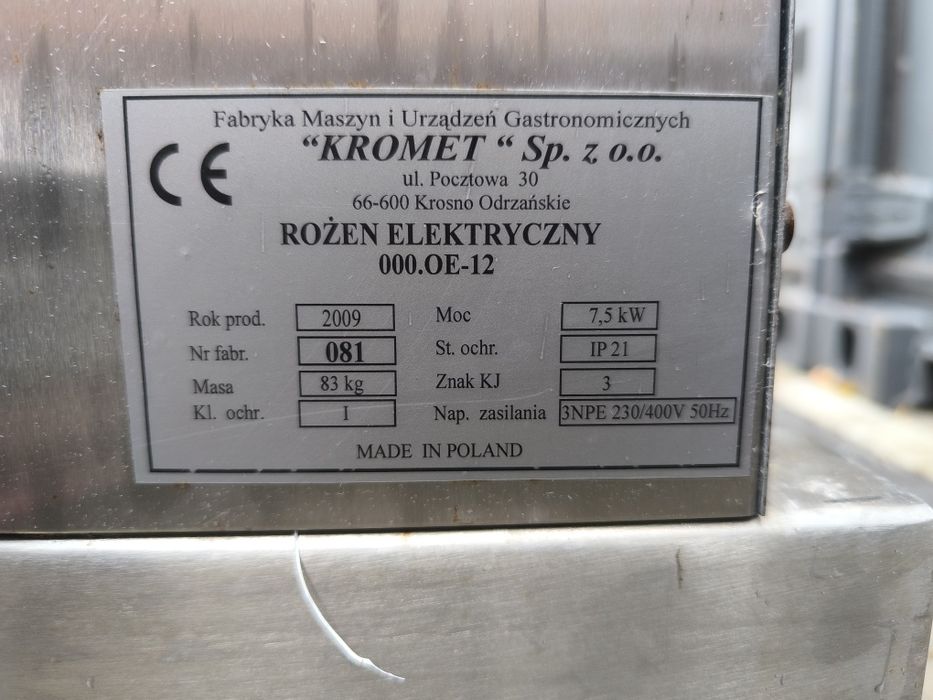 Fabryka Maszyn i Urządzeń Gastronomicznych
"KROMET " Sp. z o.o.
ul. Pocztowa 30
66-600 Krosno Odrzańskie
CE
ROŻEN ELEKTRYCZNY
000.OE-12
Rok prod. 2009 Moc 7,5 kW
Nr fabr. 081 St. ochr. IP 21
Masa 83 kg Znak KJ 3
Kl. ochr. I Nap. zasilania 3NPE 230/400V 50Hz
MADE IN POLAND